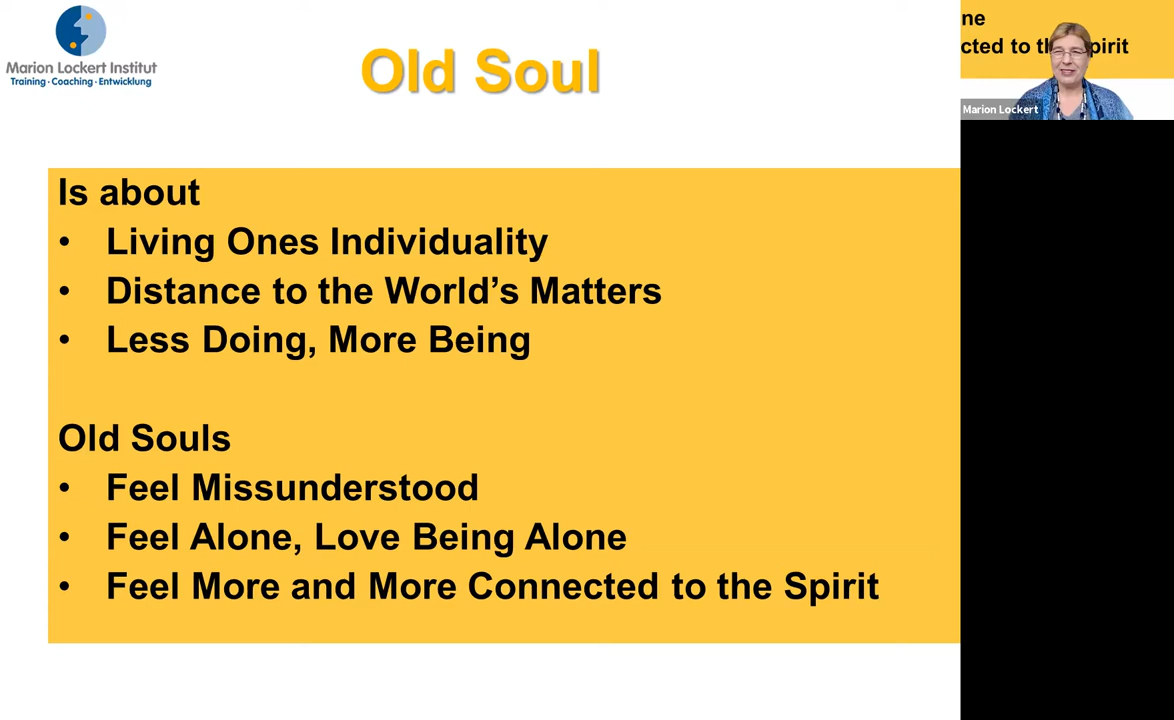 Marion Lockert Institut
Training · Coaching · Entwicklung
Old Soul
Is about
• Living Ones Individuality
• Distance to the World’s Matters
• Less Doing, More Being
Old Souls
• Feel Missunderstood
• Feel Alone, Love Being Alone
• Feel More and More Connected to the Spirit
ne
cted to th pirit
Marion Lockert